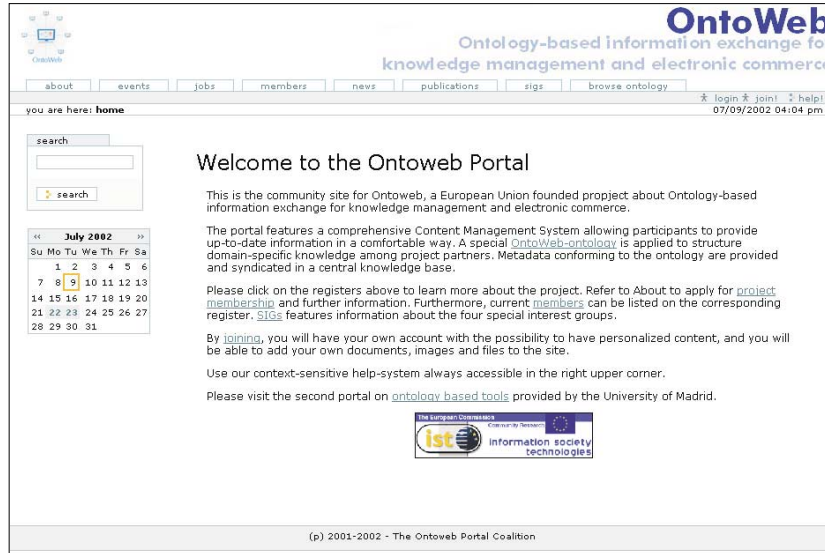 OntoWeb
OntoWeb
Ontology-based information exchange fo
knowledge management and electronic commerc
about events jobs members news publications sigs browse ontology
login join! help!
you are here: home 07/09/2002 04:04 pm
search
search
‹‹ July 2002 ››
Su Mo Tu We Th Fr Sa
1 2 3 4 5 6
7 8 9 10 11 12 13
14 15 16 17 18 19 20
21 22 23 24 25 26 27
28 29 30 31
Welcome to the Ontoweb Portal
This is the community site for Ontoweb, a European Union founded propject about Ontology-based
information exchange for knowledge management and electronic commerce.
The portal features a comprehensive Content Management System allowing participants to provide
up-to-date information in a comfortable way. A special OntoWeb-ontology is applied to structure
domain-specific knowledge among project partners. Metadata conforming to the ontology are provided
and syndicated in a central knowledge base.
Please click on the registers above to learn more about the project. Refer to About to apply for project
membership and further information. Furthermore, current members can be listed on the corresponding
register. SIGs features information about the four special interest groups.
By joining, you will have your own account with the possibility to have personalized content, and you will
be able to add your own documents, images and files to the site.
Use our context-sensitive help-system always accessible in the right upper corner.
Please visit the second portal on ontology based tools provided by the University of Madrid.
The European Commission
Community Research
ist
information society
technologies
(p) 2001-2002 - The Ontoweb Portal Coalition